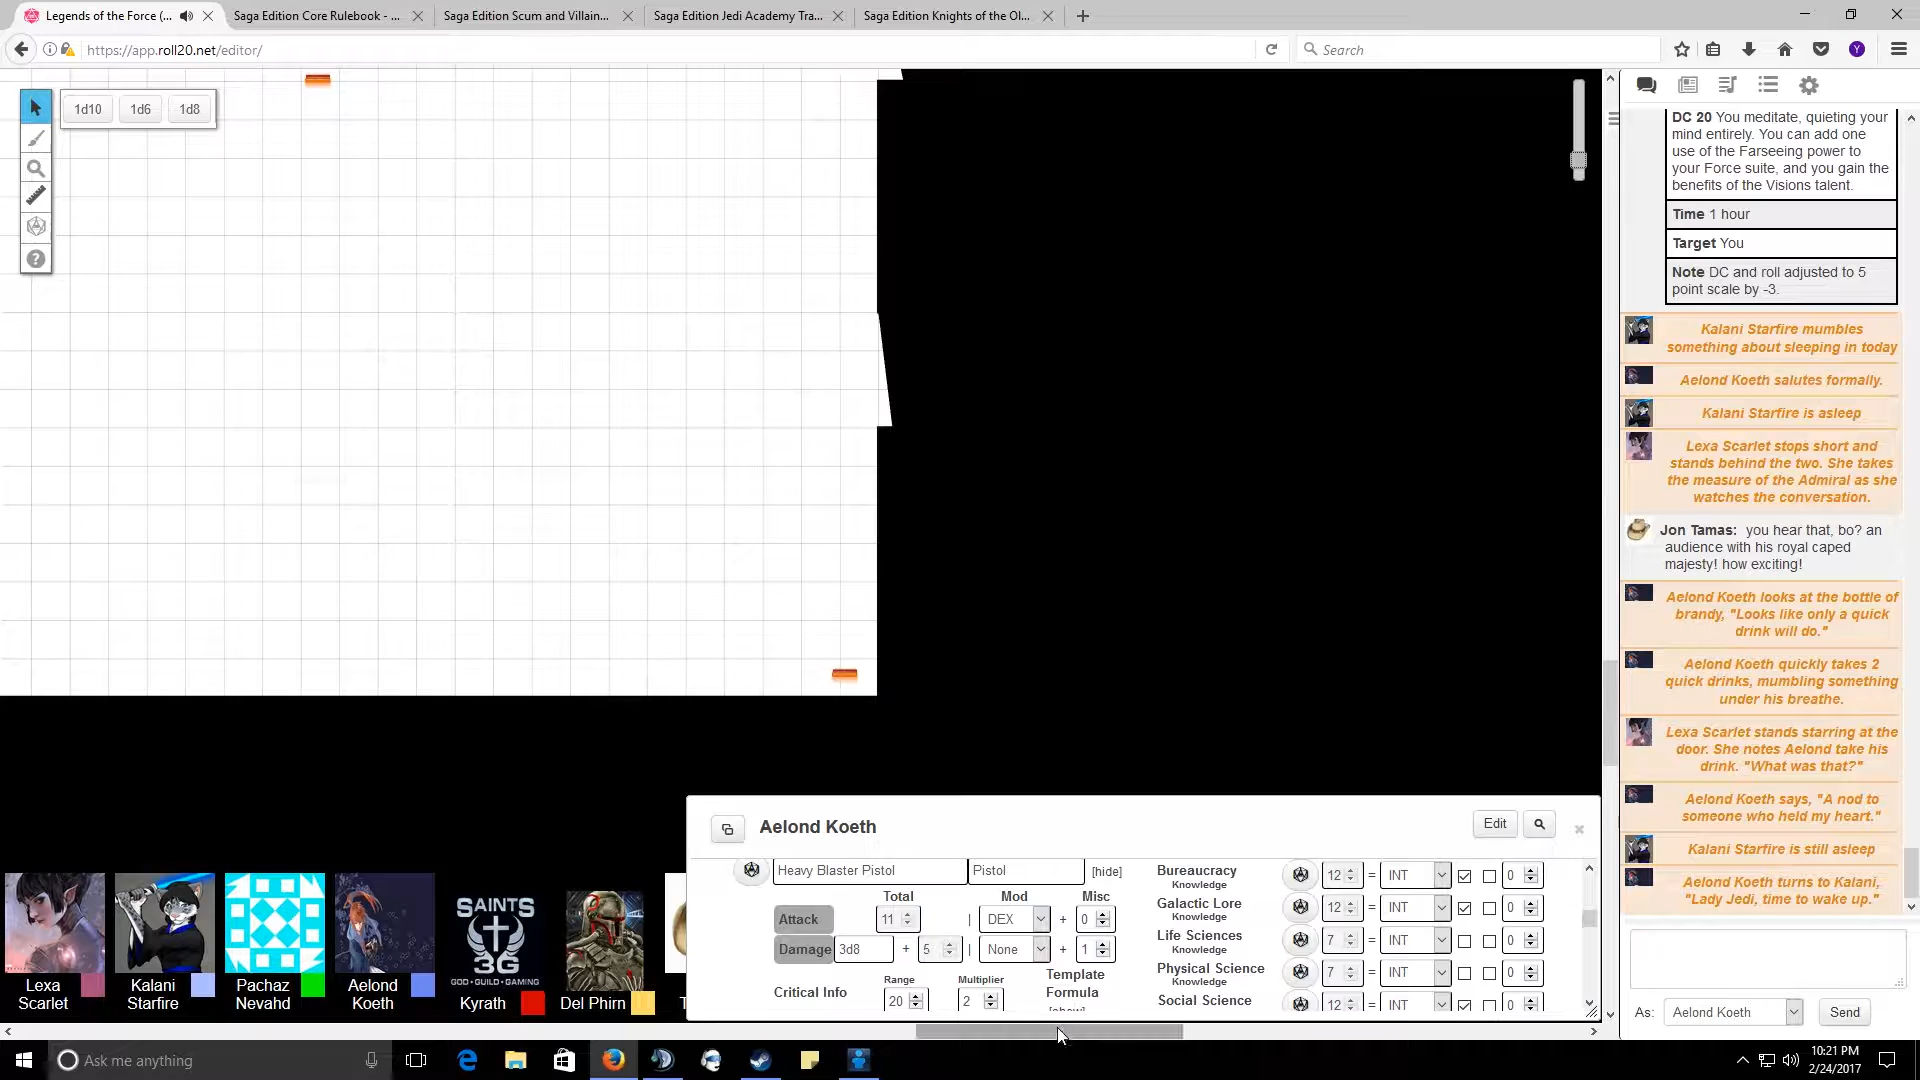 Legends of the Force (...
Saga Edition Core Rulebook - ...
Saga Edition Scum and Villain...
Saga Edition Jedi Academy Tra...
Saga Edition Knights of the Ol...
https://app.roll20.net/editor/
Search
Y
1d10
1d6
1d8
DC 20 You meditate, quieting your
mind entirely. You can add one
use of the Farseeing power to
your Force suite, and you gain the
benefits of the Visions talent.
Time 1 hour
Target You
Note DC and roll adjusted to 5
point scale by -3.
Kalani Starfire mumbles
something about sleeping in today
Aelond Koeth salutes formally.
Kalani Starfire is asleep
Lexa Scarlet stops short and
stands behind the two. She takes
the measure of the Admiral as she
watches the conversation.
Jon Tamas: you hear that, bo? an
audience with his royal caped
majesty! how exciting!
Aelond Koeth looks at the bottle of
brandy, "Looks like only a quick
drink will do."
Aelond Koeth quickly takes 2
quick drinks, mumbling something
under his breathe.
Lexa Scarlet stands starring at the
door. She notes Aelond take his
drink. "What was that?"
Aelond Koeth says, "A nod to
someone who held my heart."
Kalani Starfire is still asleep
Aelond Koeth turns to Kalani,
"Lady Jedi, time to wake up."
As: Aelond Koeth Send
Aelond Koeth
Edit
Heavy Blaster Pistol Pistol [hide]
Total Mod Misc
Attack 11 | DEX + 0
Damage 3d8 + 5 | None + 1
Critical Info Range 20 Multiplier 2 Template Formula [show]
Bureaucracy 12 = INT 0
Knowledge
Galactic Lore 12 = INT 0
Knowledge
Life Sciences 7 = INT 0
Knowledge
Physical Science 7 = INT 0
Knowledge
Social Science 12 = INT 0
SAINTS
3G
GOD • GUILD • GAMING
Lexa Scarlet
Kalani Starfire
Pachaz Nevahd
Aelond Koeth
Kyrath
Del Phirn
T
Ask me anything
10:21 PM
2/24/2017